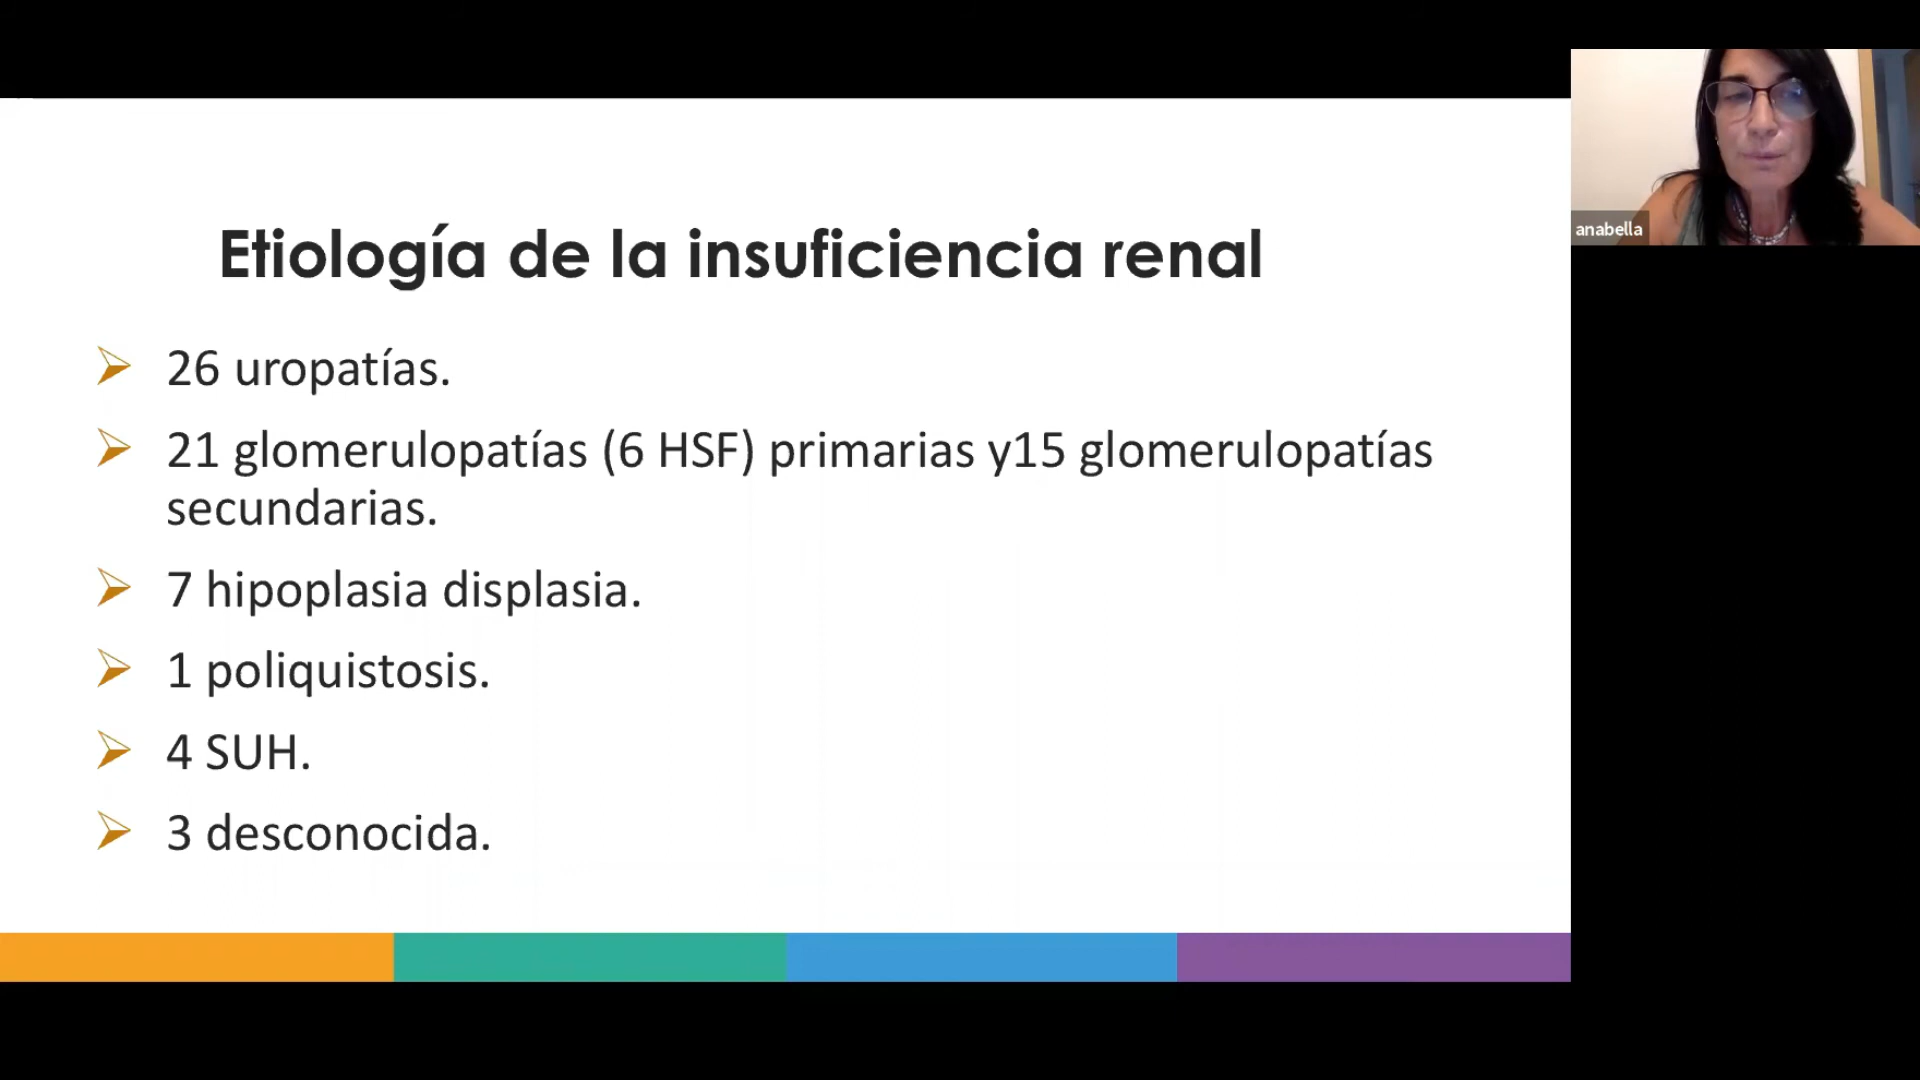 Etiología de la insuficiencia renal
26 uropatías.
21 glomerulopatías (6 HSF) primarias y15 glomerulopatías
secundarias.
7 hipoplasia displasia.
1 poliquistosis.
4 SUH.
3 desconocida.
anabella